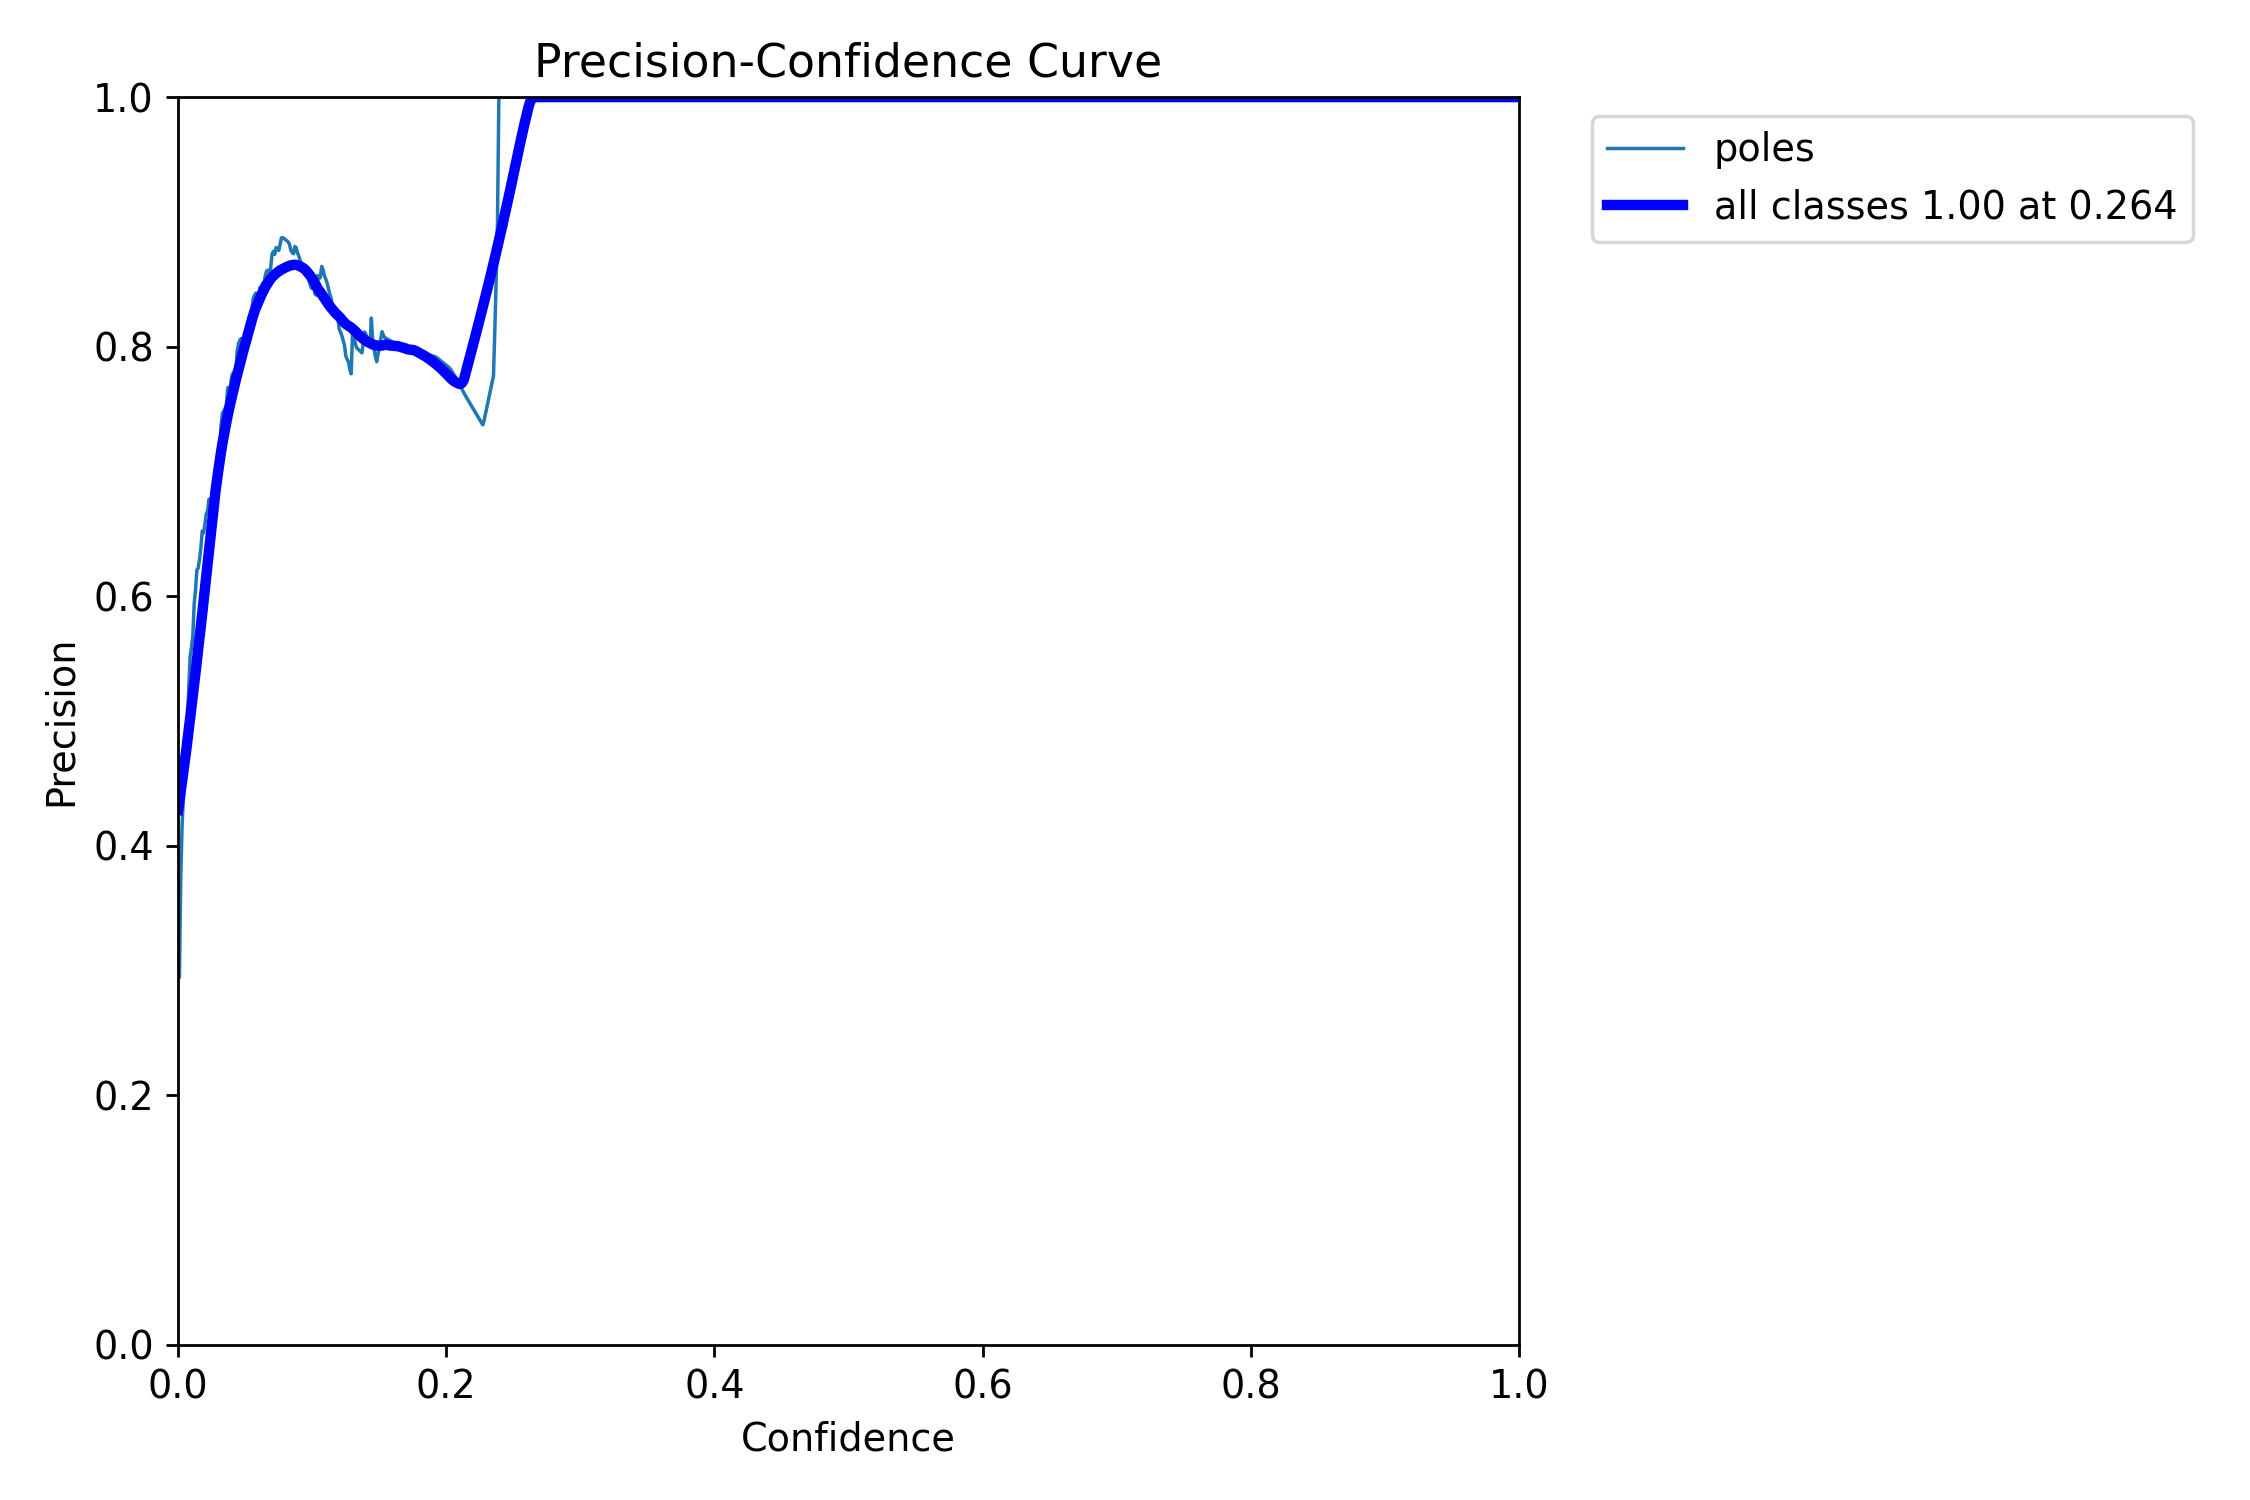 Precision-Confidence Curve
1.0
0.8
0.6
0.4
0.2
0.0
Precision
0.0 0.2 0.4 0.6 0.8 1.0
Confidence
poles
all classes 1.00 at 0.264